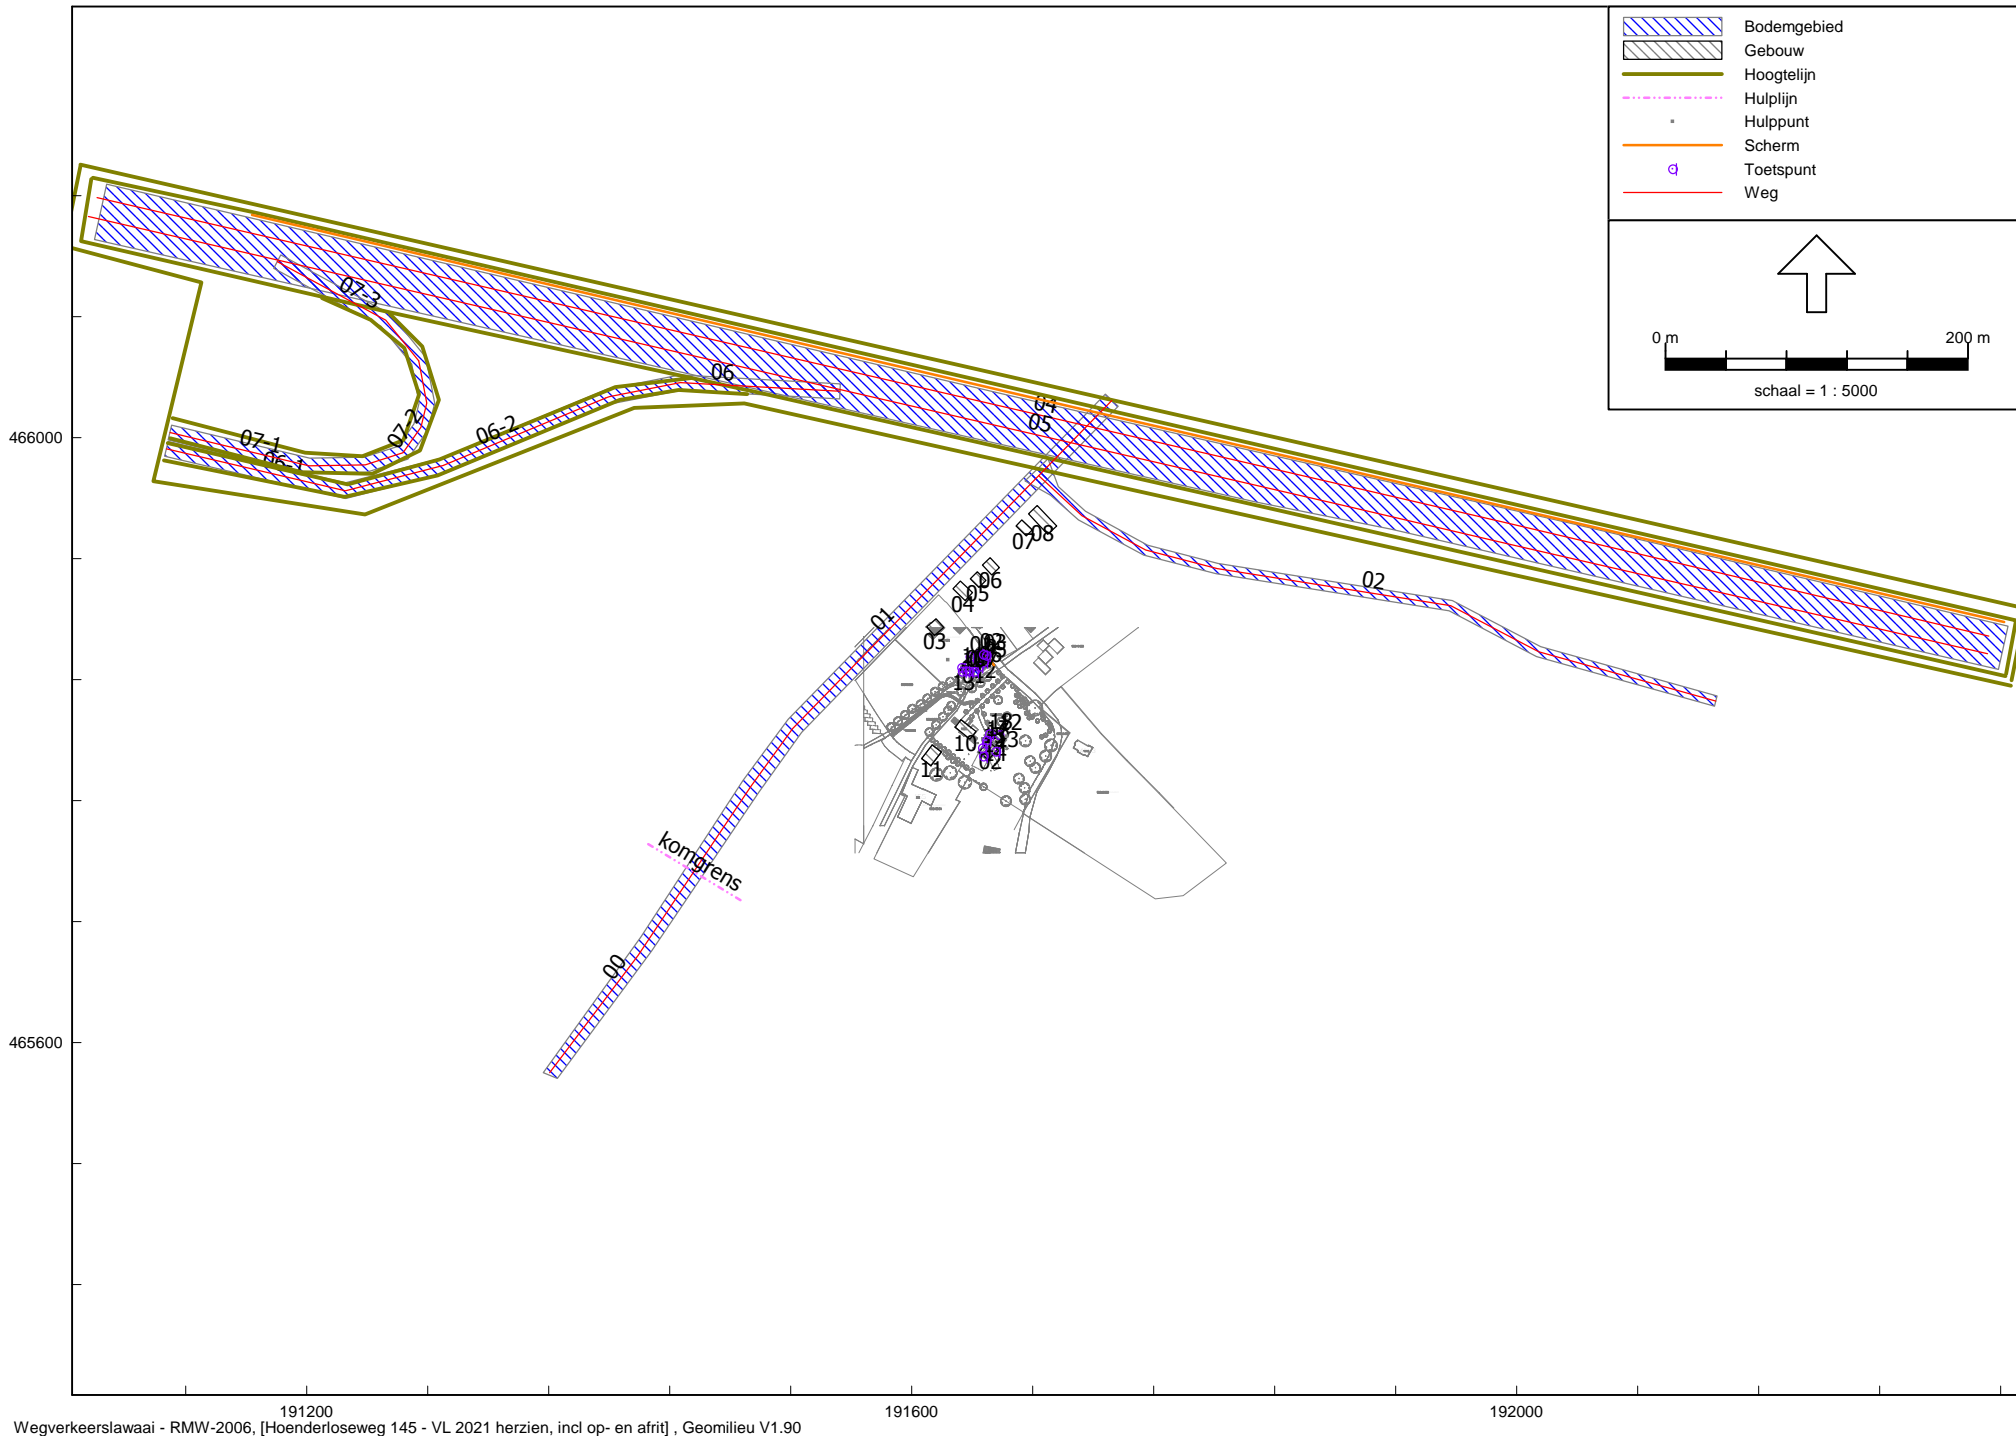 Bodemgebied
Gebouw
Hoogtelijn
Hulplijn
Hulppunt
Scherm
Toetspunt
Weg
0 m
200 m
schaal = 1 : 5000
07-3
06
04
05
07-1
06-1
07-2
06-2
466000
07
08
06
05
04
02
01
03
12
13
10
11
02
komgrens
00
465600
191200
191600
192000
Wegverkeerslawaai - RMW-2006, [Hoenderloseweg 145 - VL 2021 herzien, incl op- en afrit] , Geomilieu V1.90